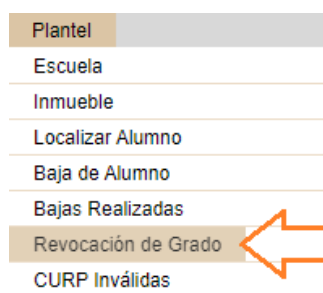 Plantel
Escuela
Inmueble
Localizar Alumno
Baja de Alumno
Bajas Realizadas
Revocación de Grado
CURP Inválidas